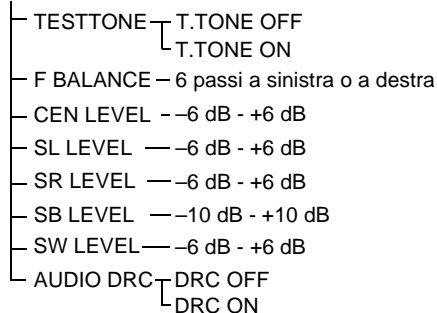 TESTTONE T.TONE OFF
T.TONE ON
F BALANCE 6 passi a sinistra o a destra
CEN LEVEL –6 dB - +6 dB
SL LEVEL –6 dB - +6 dB
SR LEVEL –6 dB - +6 dB
SB LEVEL –10 dB - +10 dB
SW LEVEL –6 dB - +6 dB
AUDIO DRC DRC OFF
DRC ON